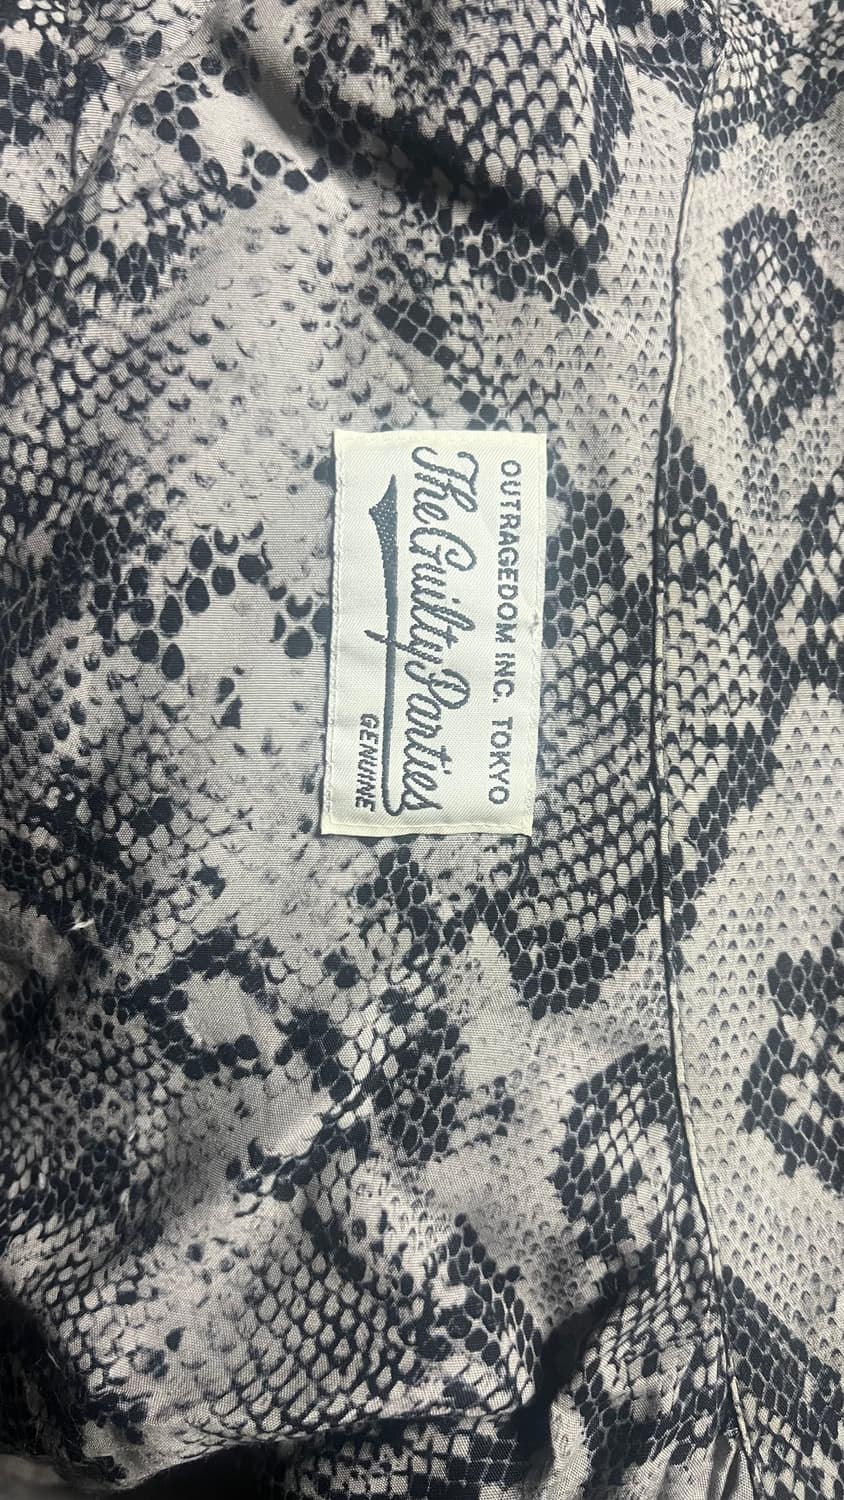 OUTRAGEDOM INC. TOKYO
The Guilty Parties
GENUINE